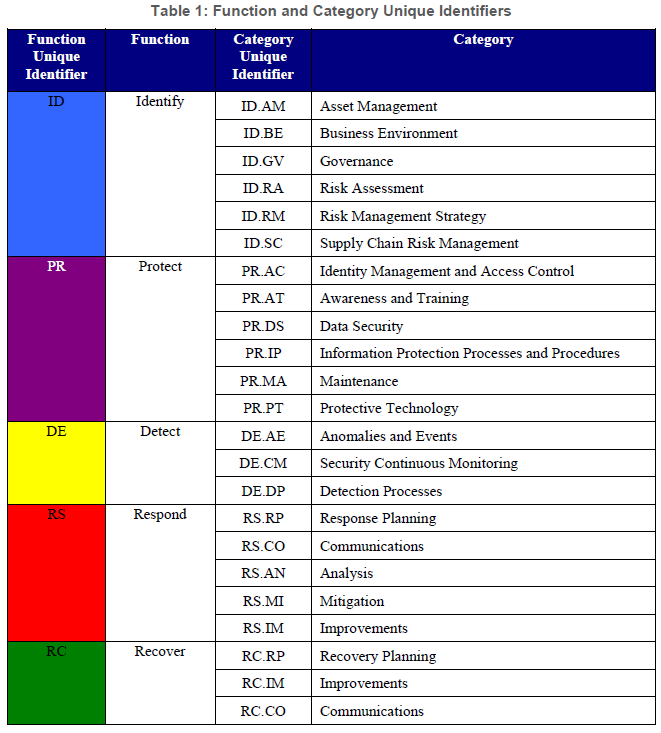 Table 1: Function and Category Unique Identifiers
Function Unique Identifier Function Category Unique Identifier Category
ID Identify ID.AM Asset Management
ID.BE Business Environment
ID.GV Governance
ID.RA Risk Assessment
ID.RM Risk Management Strategy
ID.SC Supply Chain Risk Management
PR Protect PR.AC Identity Management and Access Control
PR.AT Awareness and Training
PR.DS Data Security
PR.IP Information Protection Processes and Procedures
PR.MA Maintenance
PR.PT Protective Technology
DE Detect DE.AE Anomalies and Events
DE.CM Security Continuous Monitoring
DE.DP Detection Processes
RS Respond RS.RP Response Planning
RS.CO Communications
RS.AN Analysis
RS.MI Mitigation
RS.IM Improvements
RC Recover RC.RP Recovery Planning
RC.IM Improvements
RC.CO Communications